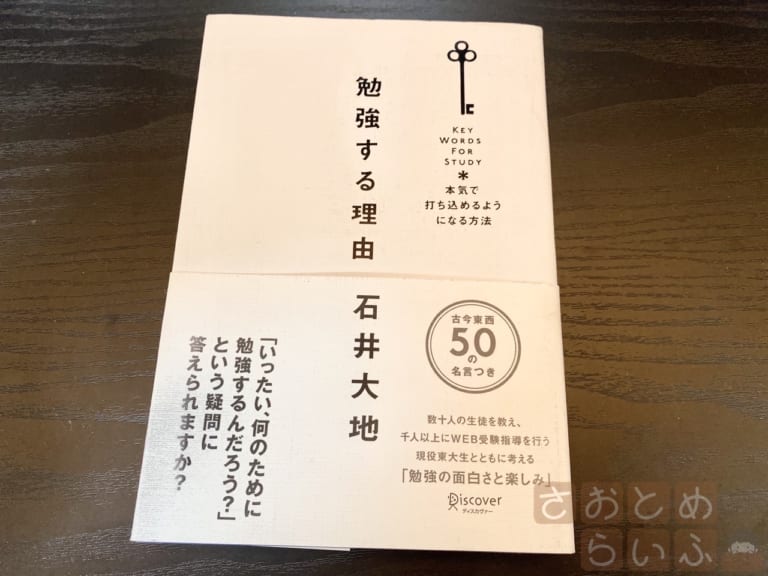 勉強する理由
石井大地
KEY
WORDS
FOR
STUDY
*
本気で
打ち込めるよう
になる方法
「いったい、何のために
勉強するんだろう?」
という疑問に
答えられますか?
古今東西
50の
名言つき
数十人の生徒を教え、
千人以上にWEB受験指導を行う
現役東大生とともに考える
「勉強の面白さと楽しみ」
Discover
ディスカヴァー
さおとめ
らいふ